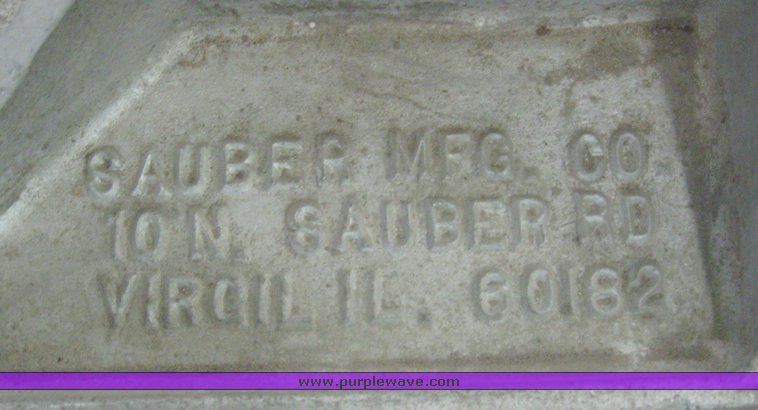 SAUBER MFG. CO.
10 N. SAUBER RD
VIRGIL IL. 60182
www.purplewave.com